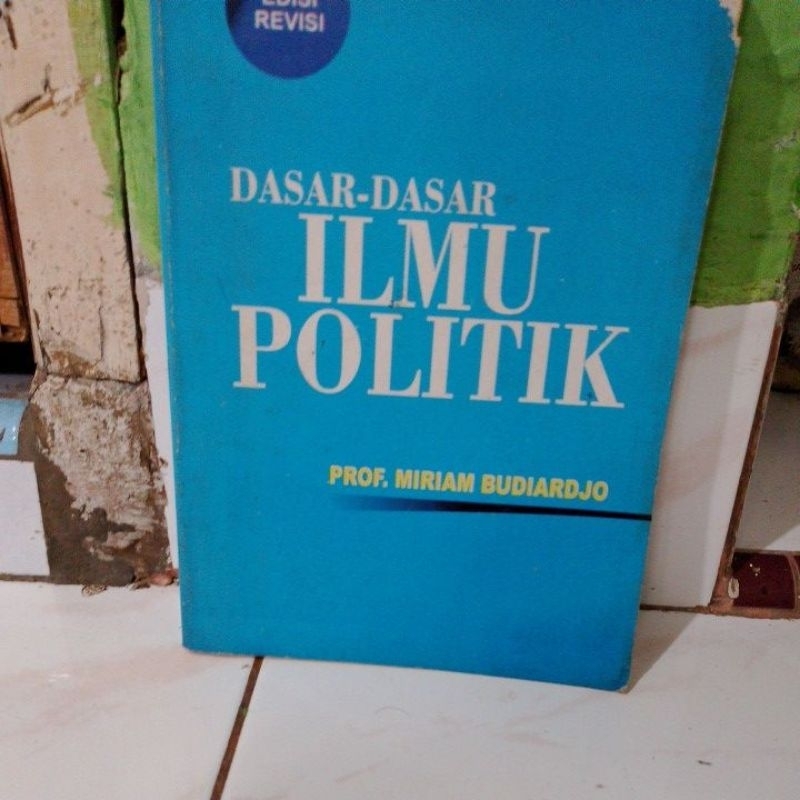 EDISI
REVISI
DASAR-DASAR
ILMU
POLITIK
PROF. MIRIAM BUDIARDJO